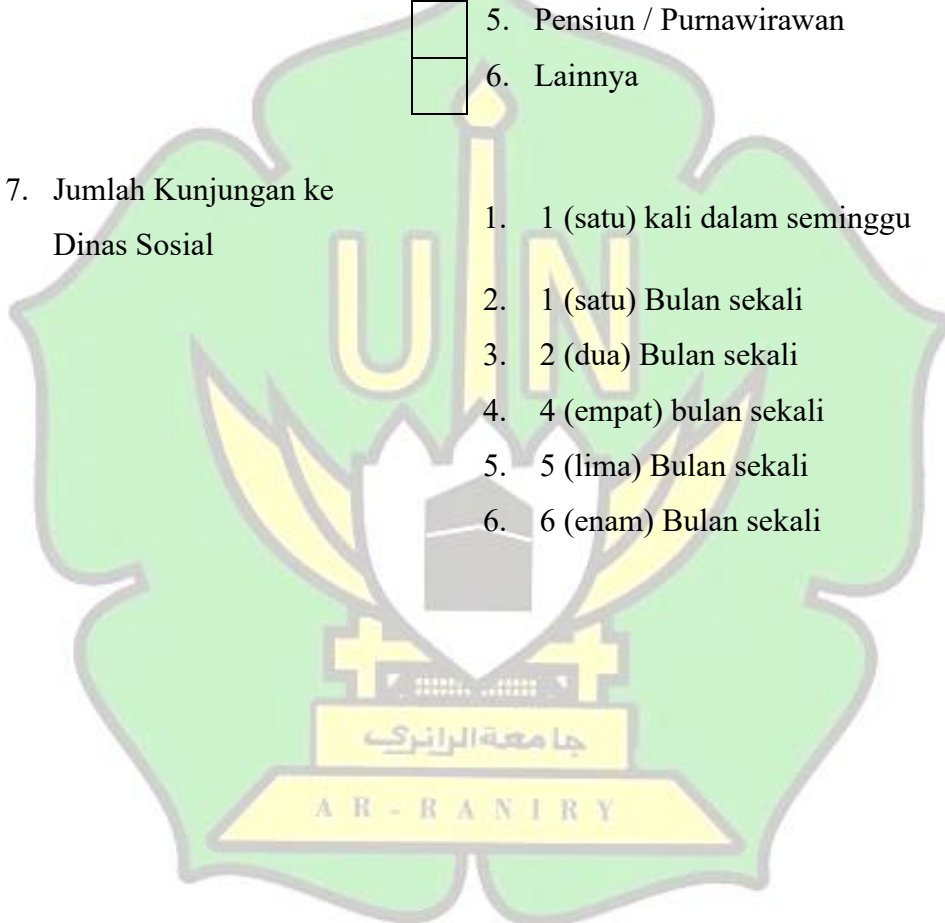 5. Pensiun / Purnawirawan
6. Lainnya
7. Jumlah Kunjungan ke
Dinas Sosial
1. 1 (satu) kali dalam seminggu
2. 1 (satu) Bulan sekali
3. 2 (dua) Bulan sekali
4. 4 (empat) bulan sekali
5. 5 (lima) Bulan sekali
6. 6 (enam) Bulan sekali
UIN
جامعةالرانري
AR-RANIRY